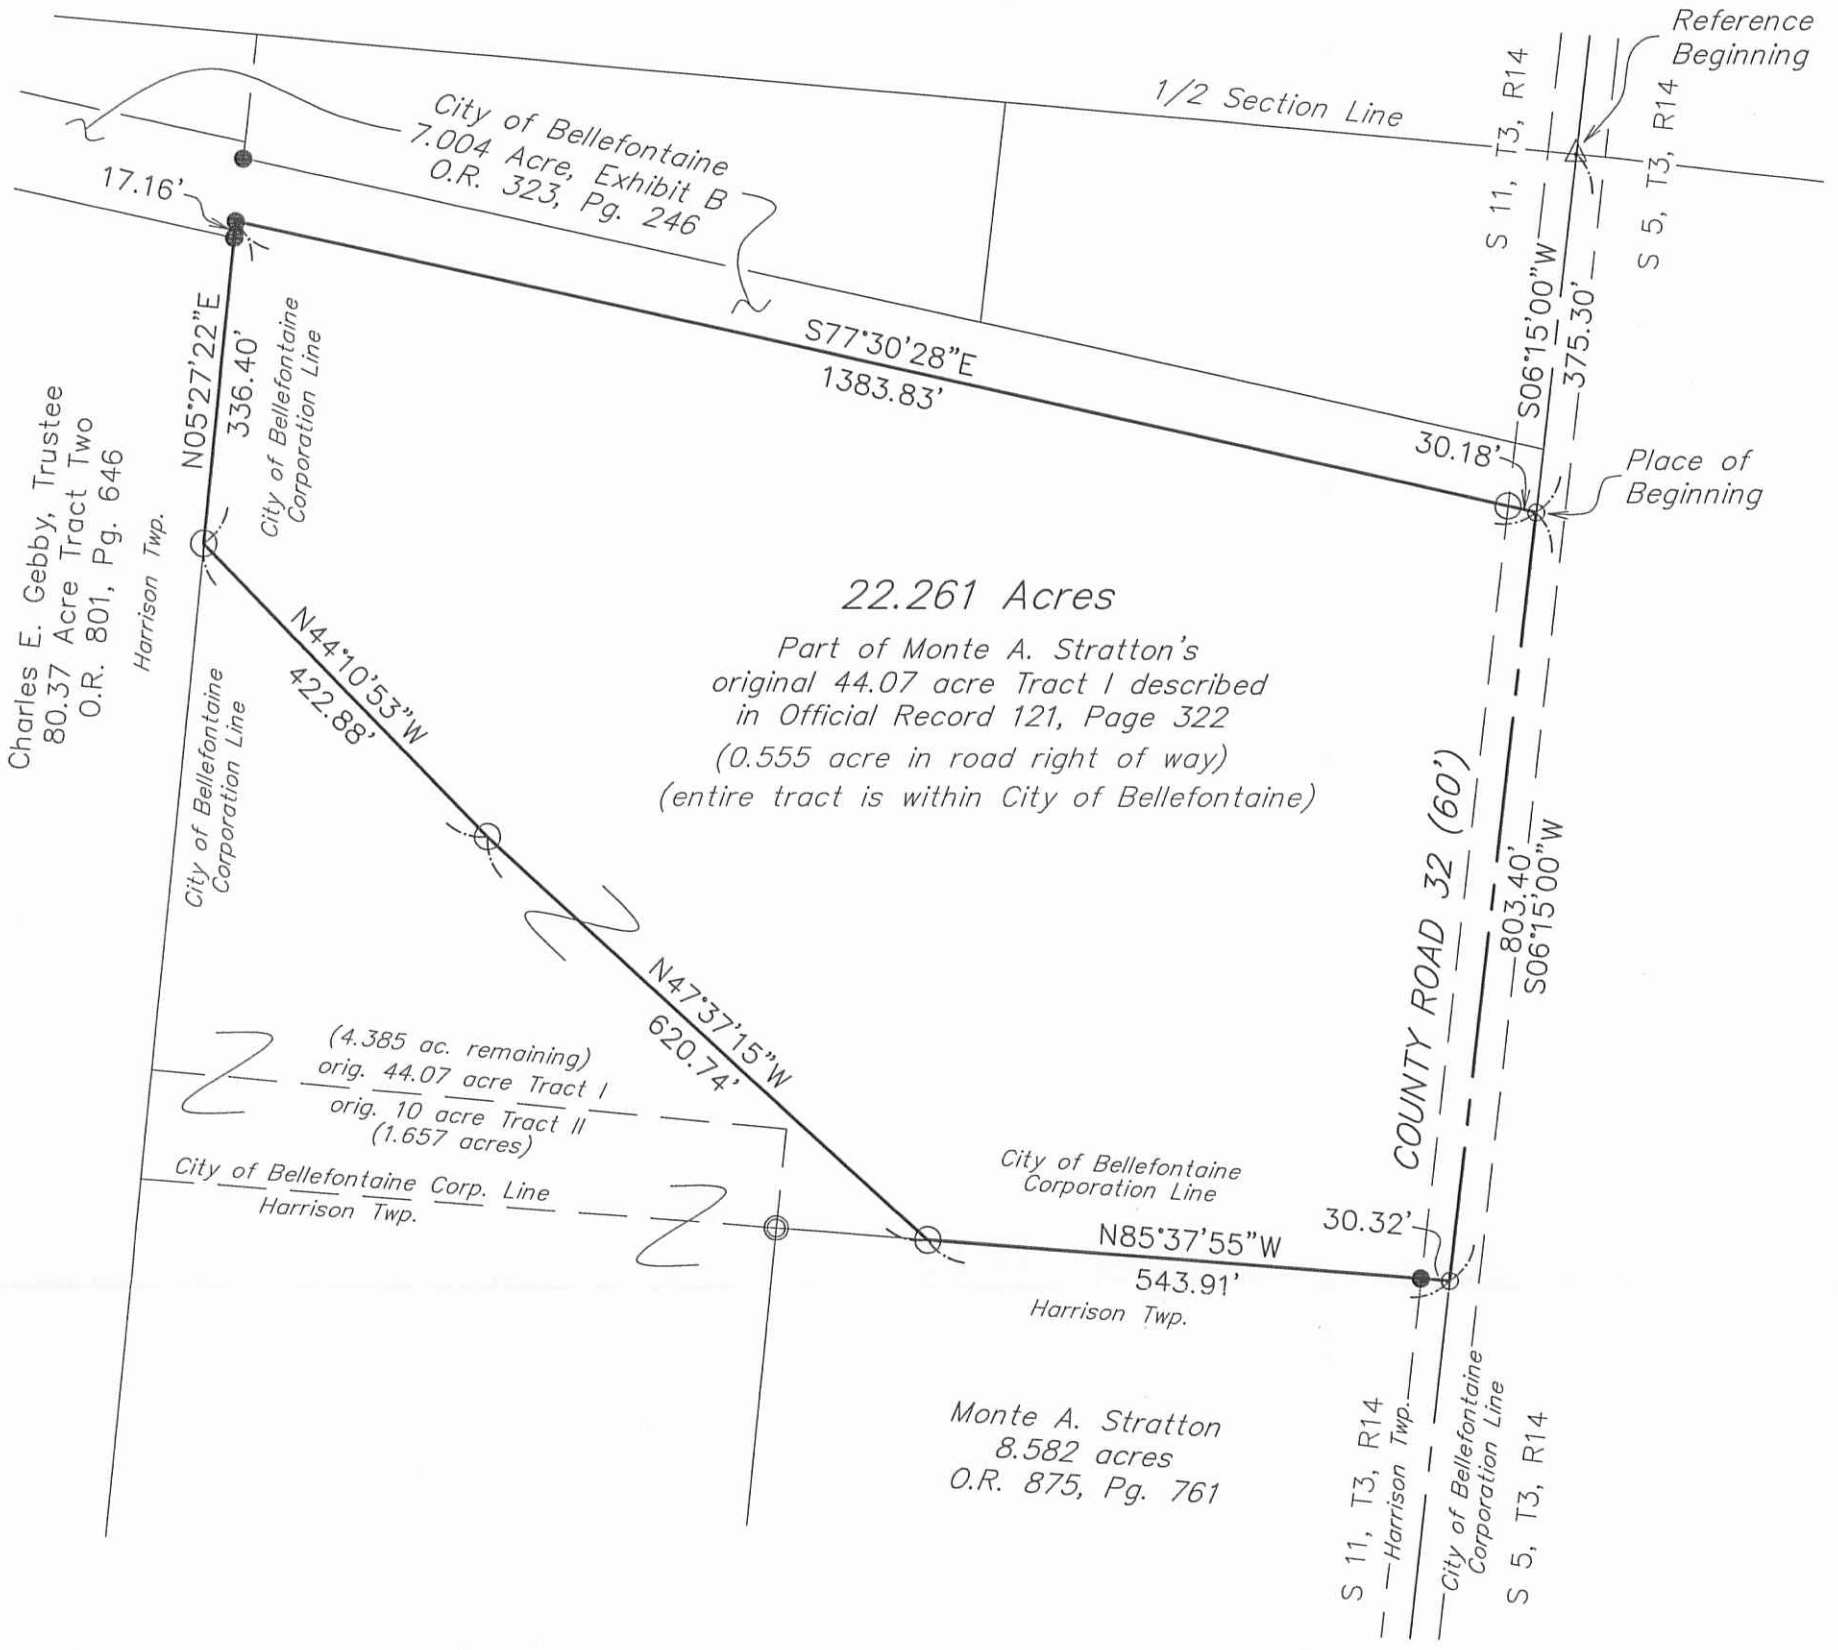 Reference
Beginning
1/2 Section Line
S 11, T3, R14
S 5, T3, R14
City of Bellefontaine
7.004 Acre, Exhibit B
O.R. 323, Pg. 246
17.16'
S06°15'00"W
375.30'
N05°27'22"E
336.40'
City of Bellefontaine
Corporation Line
S77°30'28"E
1383.83'
30.18'
Place of
Beginning
Charles E. Gebby, Trustee
80.37 Acre Tract Two
O.R. 801, Pg. 646
Harrison Twp.
22.261 Acres
Part of Monte A. Stratton's
original 44.07 acre Tract I described
in Official Record 121, Page 322
(0.555 acre in road right of way)
(entire tract is within City of Bellefontaine)
N44°10'53"W
422.88'
City of Bellefontaine
Corporation Line
COUNTY ROAD 32 (60')
803.40'
S06°15'00"W
N47°37'15"W
620.74'
(4.385 ac. remaining)
orig. 44.07 acre Tract I
orig. 10 acre Tract II
(1.657 acres)
City of Bellefontaine Corp. Line
Harrison Twp.
City of Bellefontaine
Corporation Line
N85°37'55"W
543.91'
30.32'
Harrison Twp.
Monte A. Stratton
8.582 acres
O.R. 875, Pg. 761
S 11, T3, R14
Harrison Twp.
City of Bellefontaine
Corporation Line
S 5, T3, R14